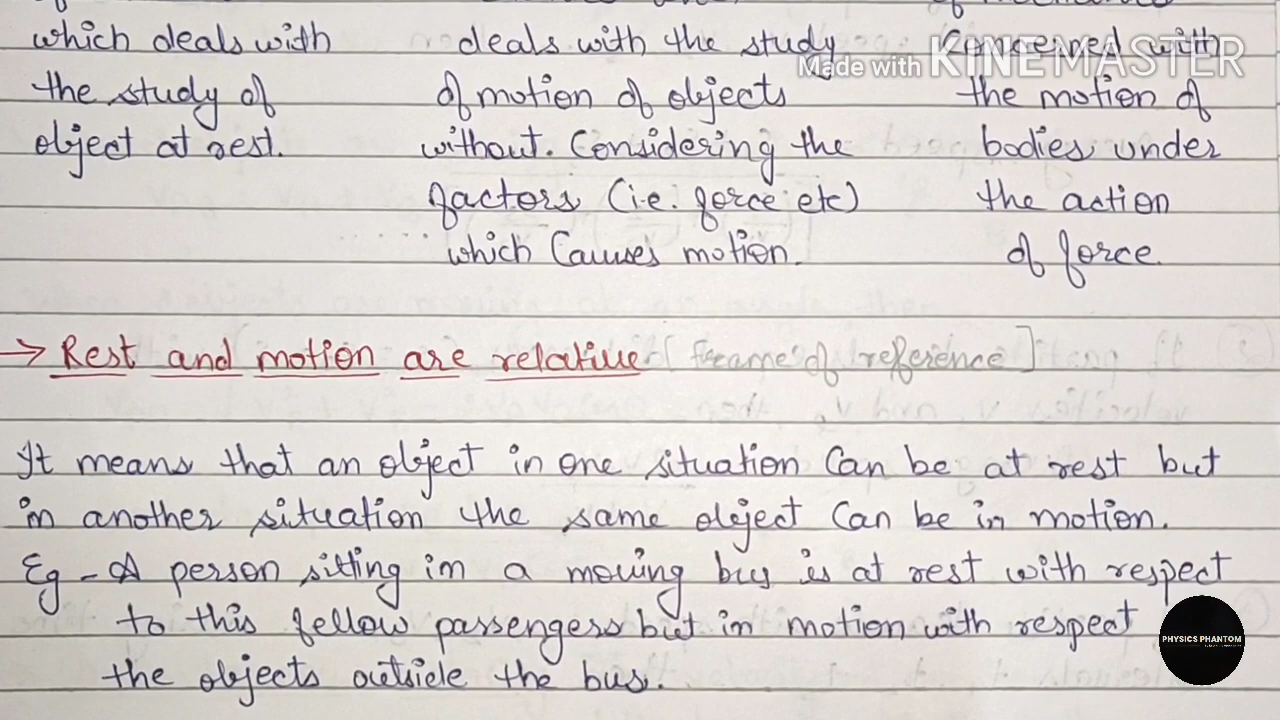 which deals with
the study of
object at rest.
deals with the study
of motion of objects
without. Considering the
factors (i.e. force etc)
which Causes motion.
Concerned with
the motion of
bodies under
the action
of force.
Made with KINEMASTER
→ Rest and motion are relative [Frame of reference]
It means that an object in one situation Can be at rest but
in another situation the same object Can be in motion.
Eg - A person sitting in a moving bus is at rest with respect
to this fellow passengers but in motion with respect
the objects outside the bus.
PHYSICS PHANTOM